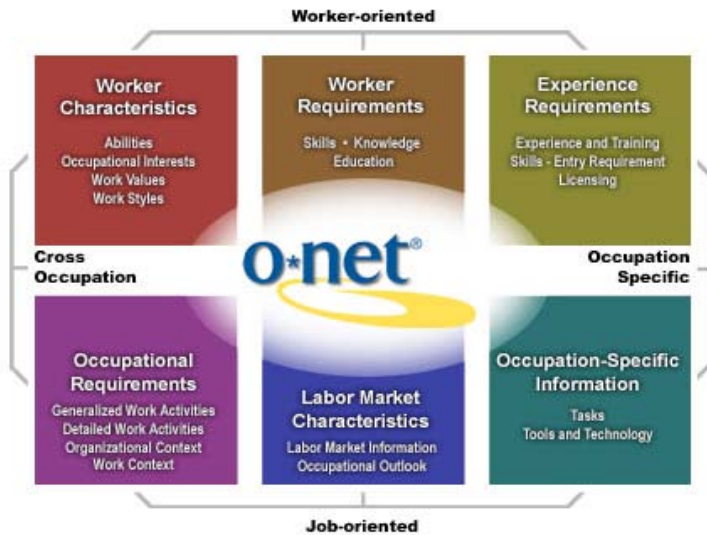 Worker-oriented
Worker
Characteristics
Abilities
Occupational Interests
Work Values
Work Styles
Worker
Requirements
Skills • Knowledge
Education
Experience
Requirements
Experience and Training
Skills - Entry Requirement
Licensing
Cross
Occupation
o*net®
Occupation
Specific
Occupational
Requirements
Generalized Work Activities
Detailed Work Activities
Organizational Context
Work Context
Labor Market
Characteristics
Labor Market Information
Occupational Outlook
Occupation-Specific
Information
Tasks
Tools and Technology
Job-oriented